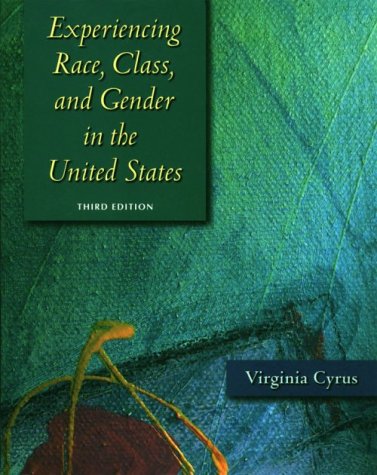 Experiencing
Race, Class,
and Gender
in the
United States
THIRD EDITION
Virginia Cyrus